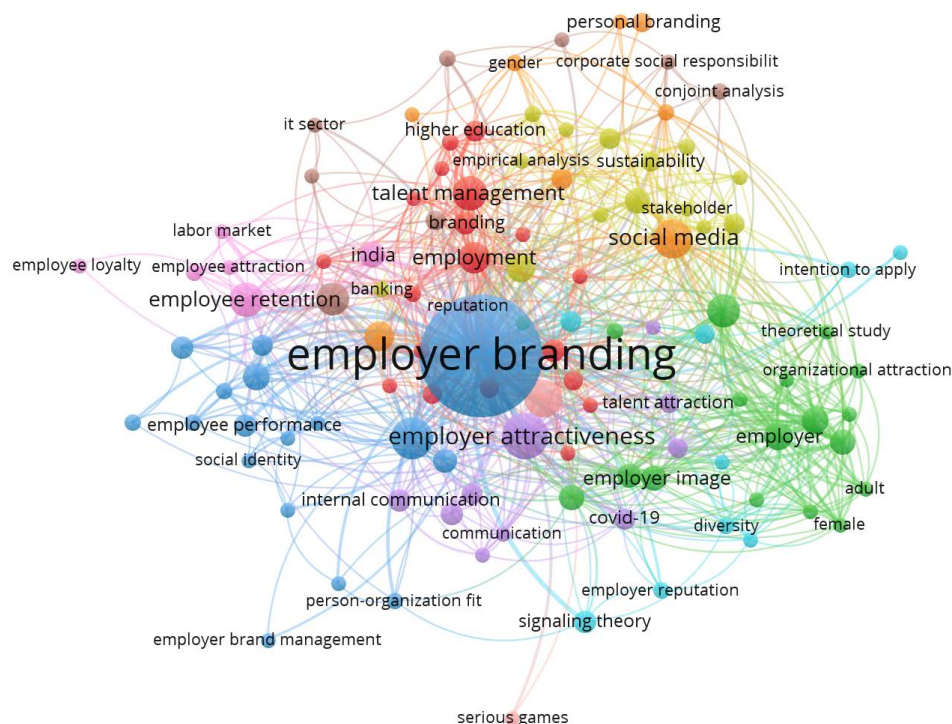 personal branding
gender
corporate social responsibilit
conjoint analysis
it sector
higher education
empirical analysis
sustainability
talent management
stakeholder
branding
labor market
social media
india
employment
employee loyalty
employee attraction
intention to apply
banking
employee retention
reputation
theoretical study
employer branding
organizational attraction
talent attraction
employee performance
employer attractiveness
employer
social identity
employer image
adult
internal communication
covid-19
diversity
female
communication
employer reputation
person-organization fit
signaling theory
employer brand management
serious games